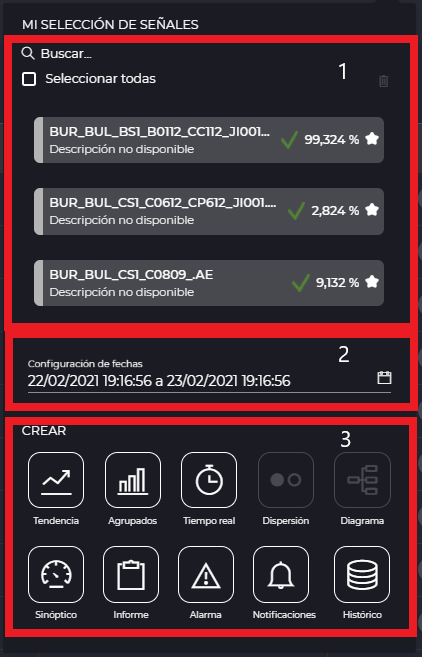 MI SELECCIÓN DE SEÑALES
Buscar...
1
Seleccionar todas
BUR_BUL_BS1_B0112_CC112_JI001...
Descripción no disponible
99,324 %
BUR_BUL_CS1_C0612_CP612_JI001....
Descripción no disponible
2,824 %
BUR_BUL_CS1_C0809_.AE
Descripción no disponible
9,132 %
2
Configuración de fechas
22/02/2021 19:16:56 a 23/02/2021 19:16:56
CREAR
3
Tendencia Agrupados Tiempo real Dispersión Diagrama
Sinóptico Informe Alarma Notificaciones Histórico